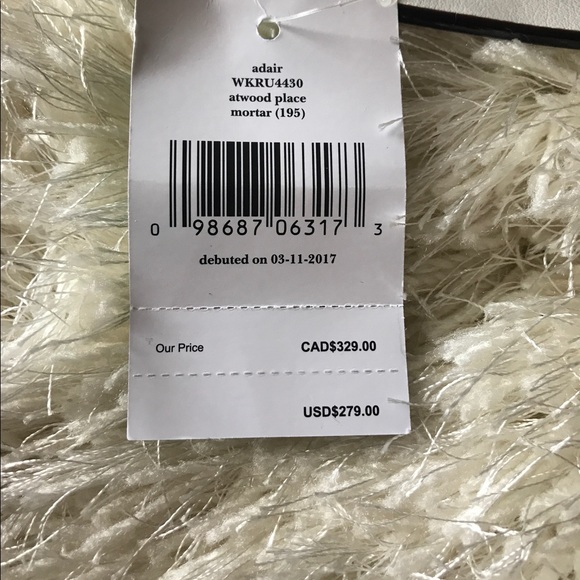 adair
WKRU4430
atwood place
mortar (195)
0 98687 06317 3
debuted on 03-11-2017
Our Price CAD$329.00
USD$279.00